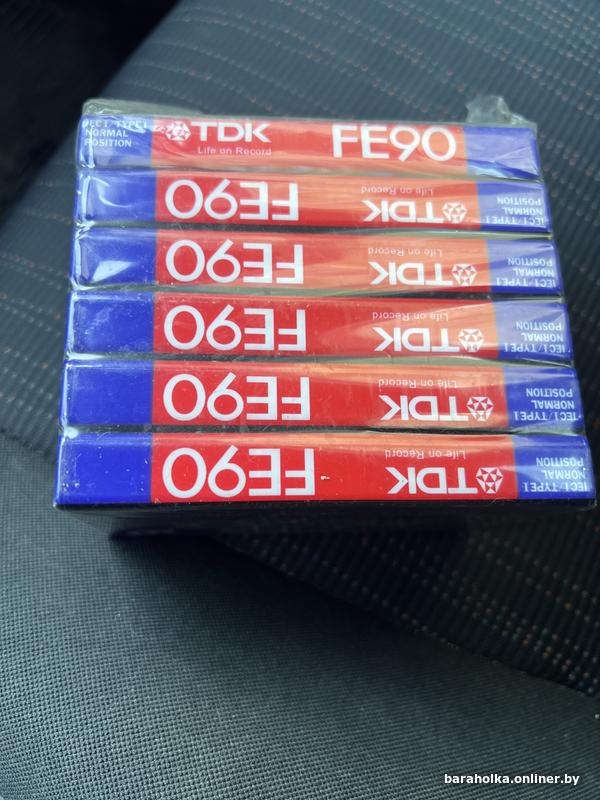 IEC I/TYPE I
NORMAL
POSITION
TDK
Life on Record
FE90
FE90
TDK
Life on Record
IEC I/TYPE I
NORMAL
POSITION
FE90
TDK
Life on Record
IEC I/TYPE I
NORMAL
POSITION
FE90
TDK
Life on Record
IEC I/TYPE I
NORMAL
POSITION
FE90
TDK
Life on Record
IEC I/TYPE I
NORMAL
POSITION
FE90
TDK
Life on Record
IEC I/TYPE I
NORMAL
POSITION
baraholka.onliner.by